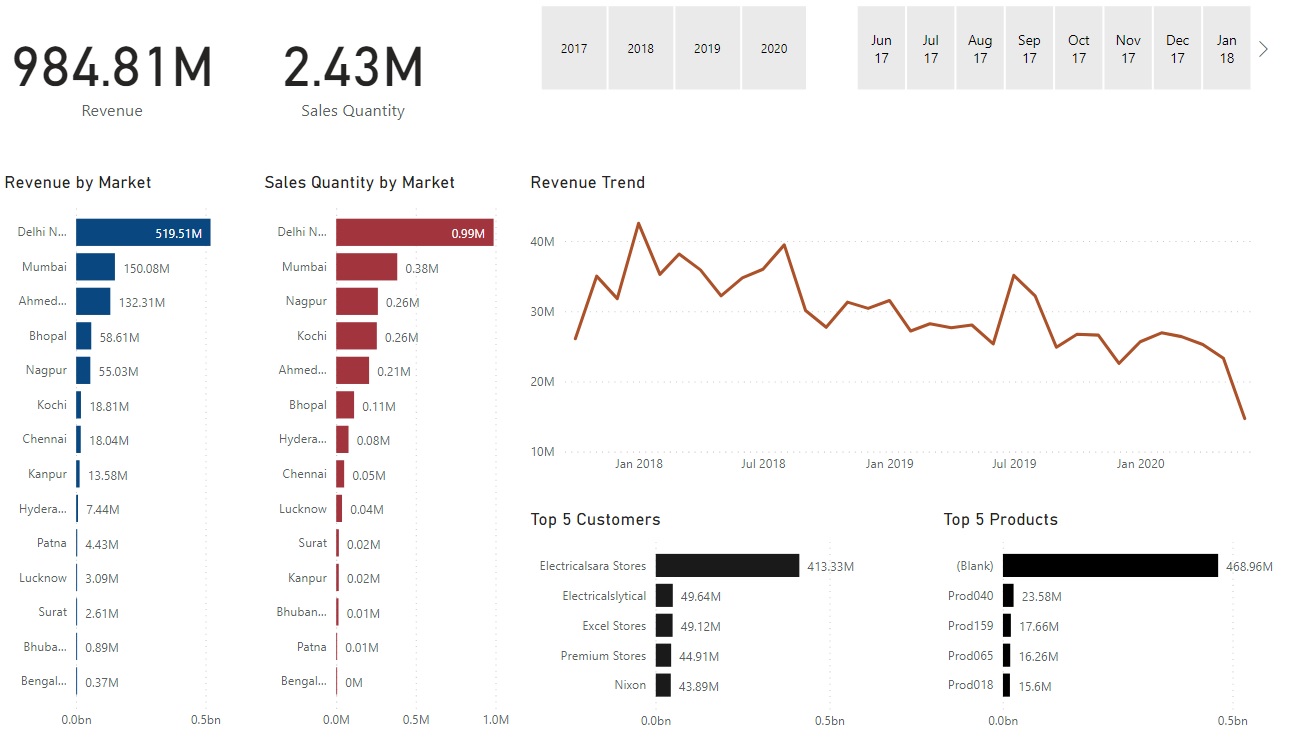 984.81M
Revenue
2.43M
Sales Quantity
2017
2018
2019
2020
Jun
17
Jul
17
Aug
17
Sep
17
Oct
17
Nov
17
Dec
17
Jan
18
Revenue by Market
Delhi N... 519.51M
Mumbai 150.08M
Ahmed... 132.31M
Bhopal 58.61M
Nagpur 55.03M
Kochi 18.81M
Chennai 18.04M
Kanpur 13.58M
Hydera... 7.44M
Patna 4.43M
Lucknow 3.09M
Surat 2.61M
Bhuba... 0.89M
Bengal... 0.37M
0.0bn 0.5bn
Sales Quantity by Market
Delhi N... 0.99M
Mumbai 0.38M
Nagpur 0.26M
Kochi 0.26M
Ahmed... 0.21M
Bhopal 0.11M
Hydera... 0.08M
Chennai 0.05M
Lucknow 0.04M
Surat 0.02M
Kanpur 0.02M
Bhuban... 0.01M
Patna 0.01M
Bengal... 0M
0.0M 0.5M 1.0M
Revenue Trend
40M
30M
20M
10M
Jan 2018 Jul 2018 Jan 2019 Jul 2019 Jan 2020
Top 5 Customers
Electricalsara Stores 413.33M
Electricalslytical 49.64M
Excel Stores 49.12M
Premium Stores 44.91M
Nixon 43.89M
0.0bn 0.5bn
Top 5 Products
(Blank) 468.96M
Prod040 23.58M
Prod159 17.66M
Prod065 16.26M
Prod018 15.6M
0.0bn 0.5bn